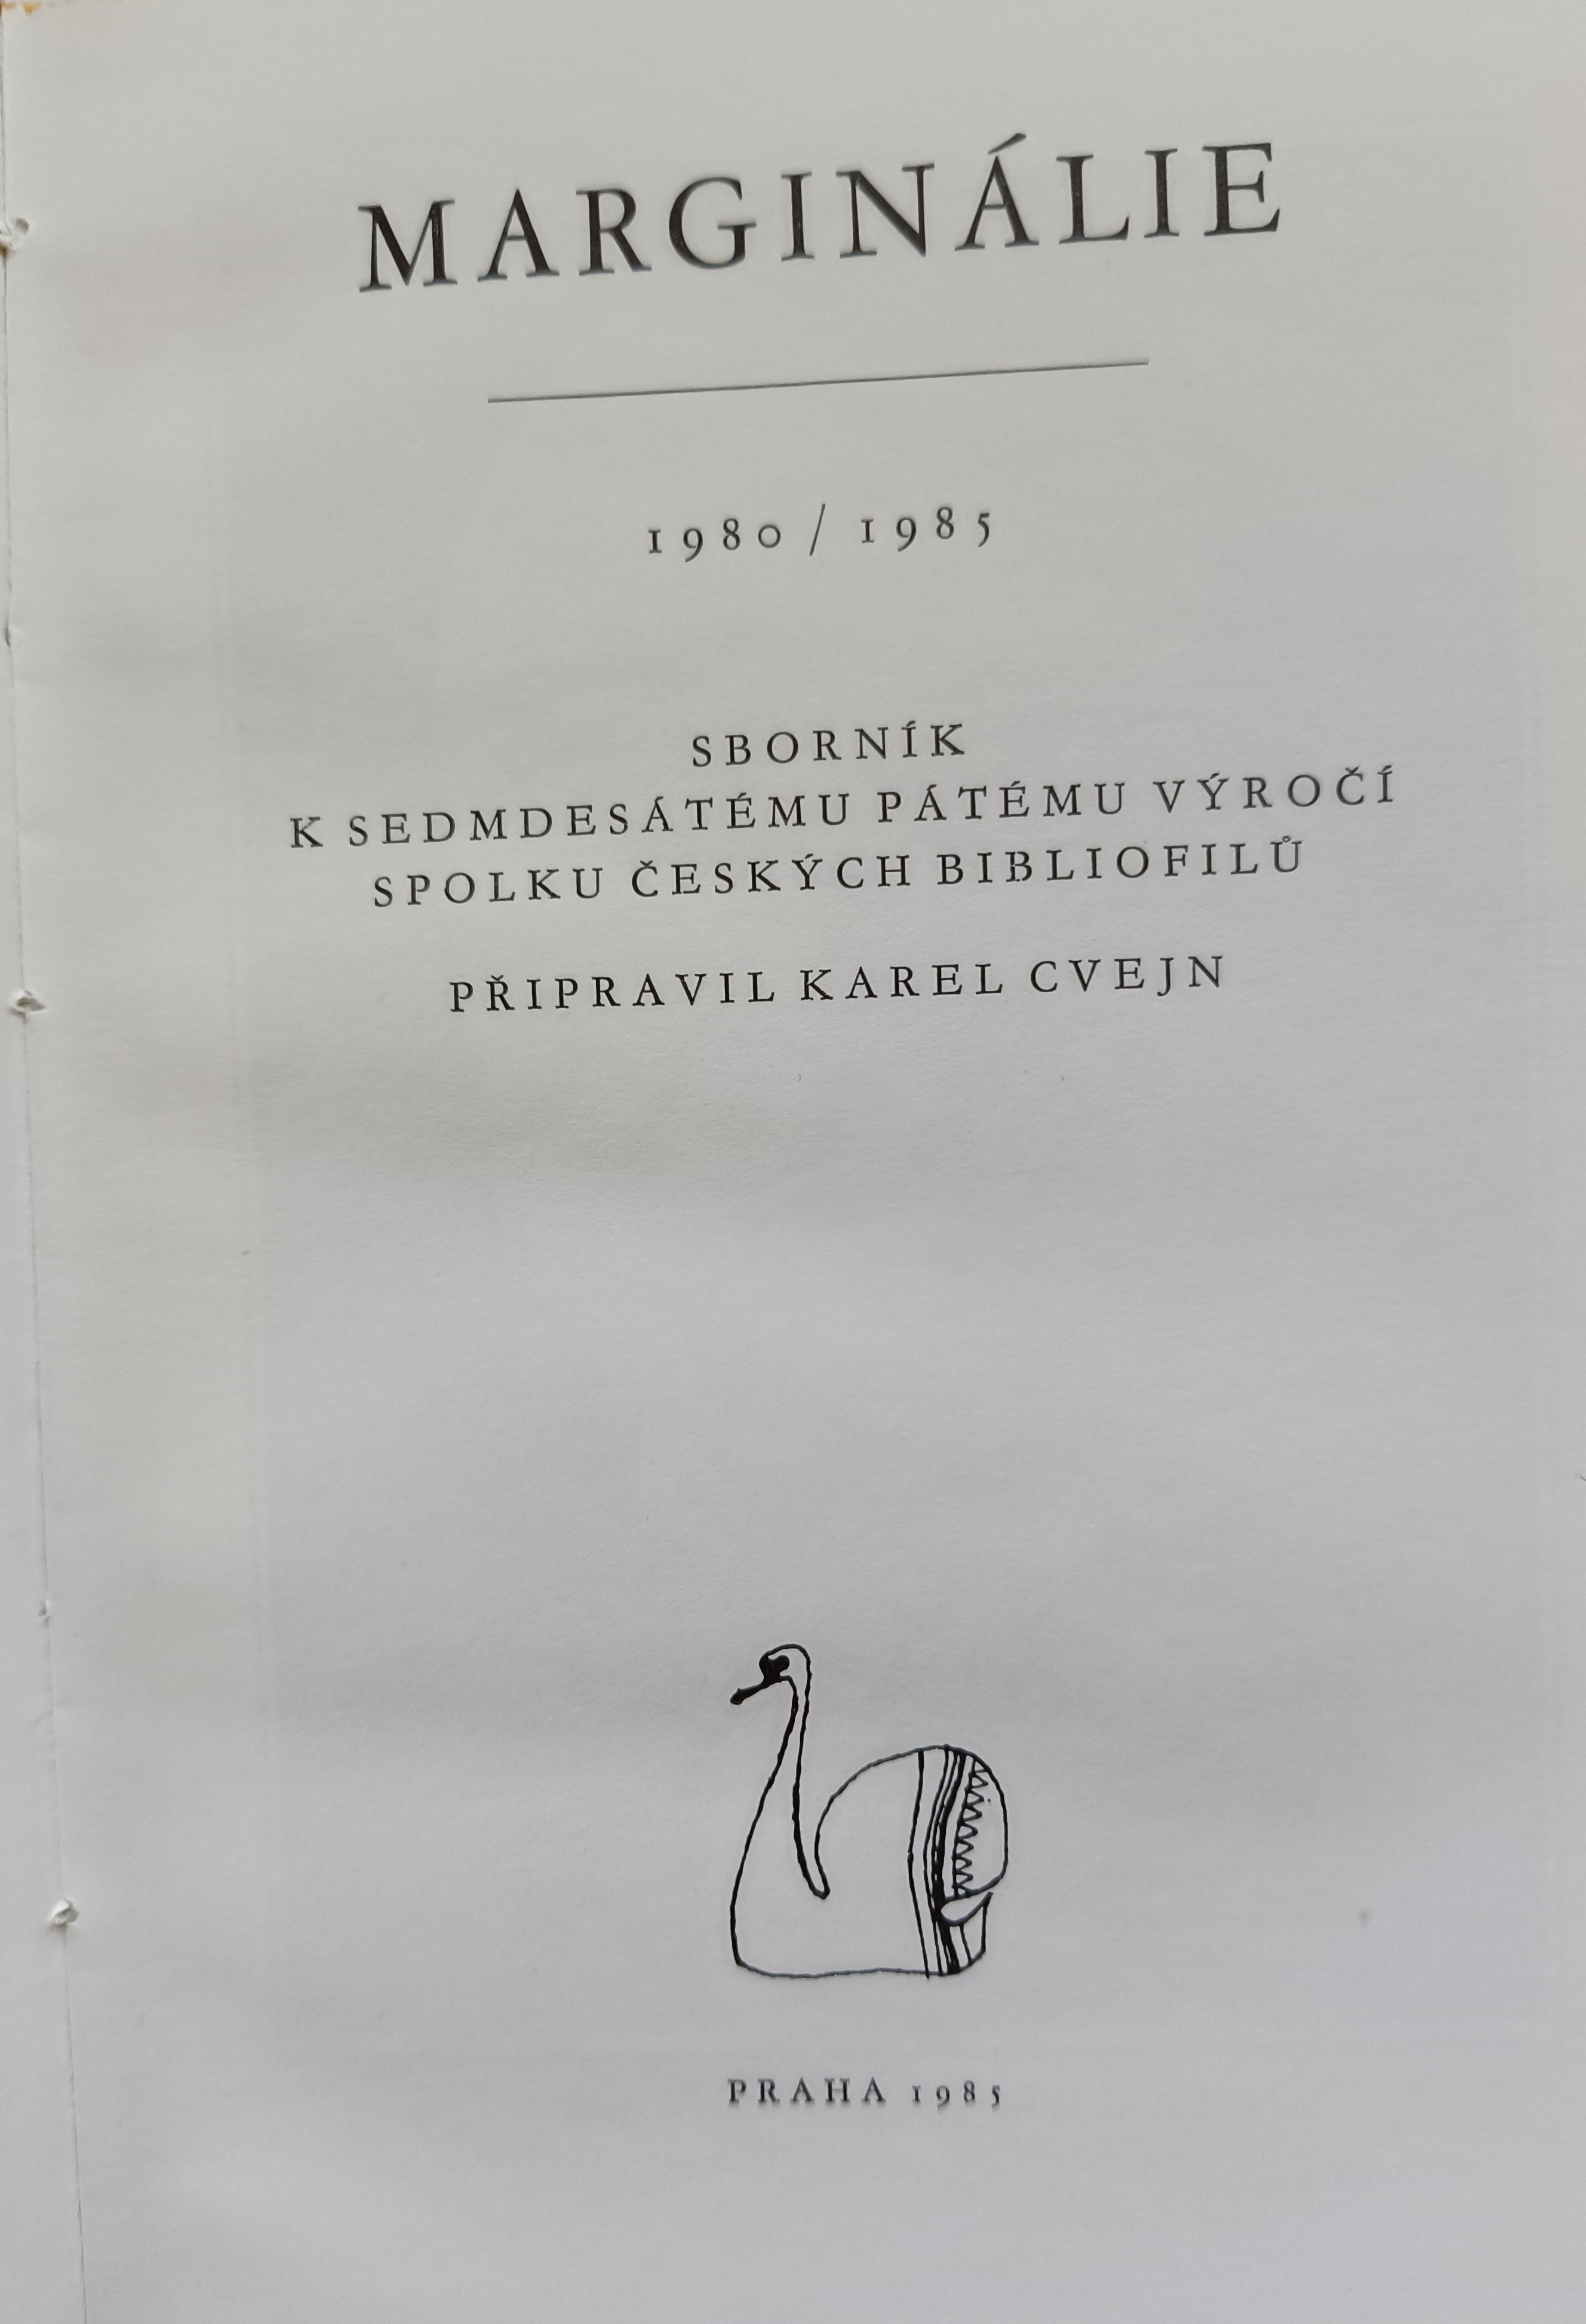 MARGINÁLIE
1980 / 1985
SBORNÍK
K SEDMDESÁTÉMU PÁTÉMU VÝROČÍ
SPOLKU ČESKÝCH BIBLIOFILŮ
PŘIPRAVIL KAREL CVEJN
PRAHA 1985